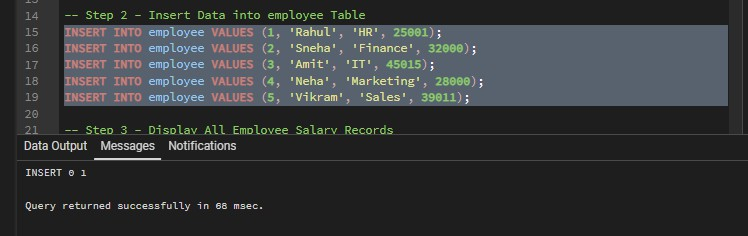 14 -- Step 2 - Insert Data into employee Table
15 INSERT INTO employee VALUES (1, 'Rahul', 'HR', 25001);
16 INSERT INTO employee VALUES (2, 'Sneha', 'Finance', 32000);
17 INSERT INTO employee VALUES (3, 'Amit', 'IT', 45015);
18 INSERT INTO employee VALUES (4, 'Neha', 'Marketing', 28000);
19 INSERT INTO employee VALUES (5, 'Vikram', 'Sales', 39011);
20
21 -- Step 3 - Display All Employee Salary Records
Data Output Messages Notifications
INSERT 0 1
Query returned successfully in 68 msec.